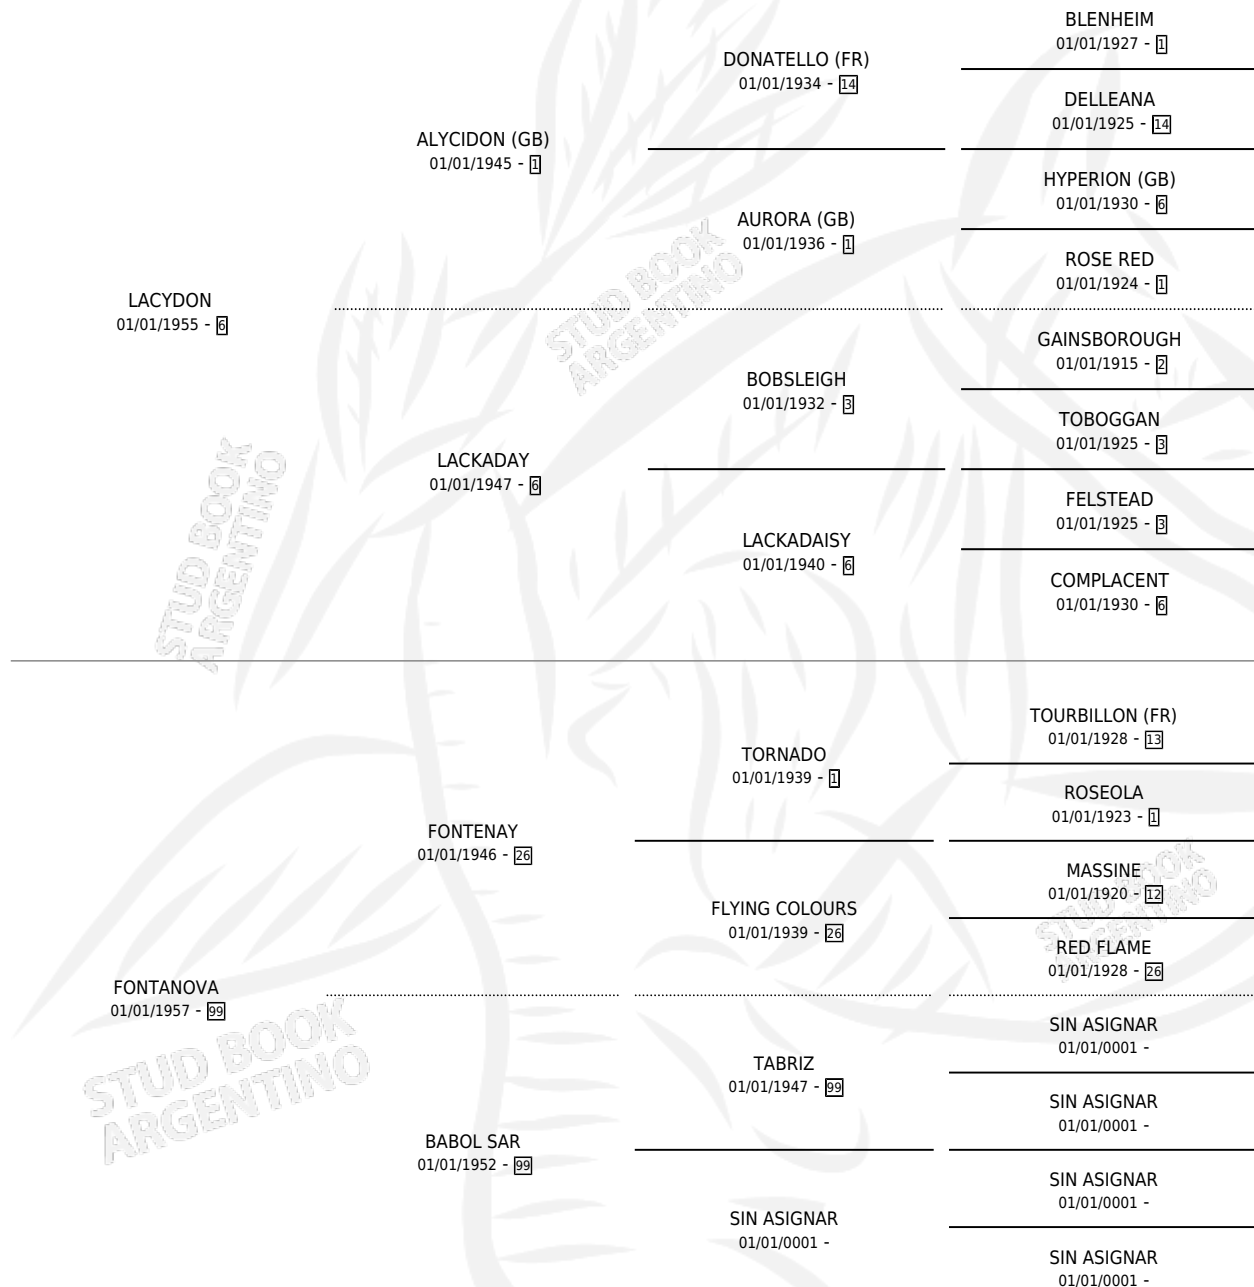 BLENHEIM
01/01/1927 - 1
DONATELLO (FR)
01/01/1934 - 14
DELLEANA
01/01/1925 - 14
ALYCIDON (GB)
01/01/1945 - 1
HYPERION (GB)
01/01/1930 - 6
AURORA (GB)
01/01/1936 - 1
ROSE RED
01/01/1924 - 1
LACYDON
01/01/1955 - 6
STUD BOOK
ARGENTINO
GAINSBOROUGH
01/01/1915 - 2
BOBSLEIGH
01/01/1932 - 3
TOBOGGAN
01/01/1925 - 3
LACKADAY
01/01/1947 - 6
FELSTEAD
01/01/1925 - 3
LACKADAISY
01/01/1940 - 6
COMPLACENT
01/01/1930 - 6
STUD BOOK
ARGENTINO
TOURBILLON (FR)
01/01/1928 - 13
TORNADO
01/01/1939 - 1
ROSEOLA
01/01/1923 - 1
FONTENAY
01/01/1946 - 26
MASSINE
01/01/1920 - 12
FLYING COLOURS
01/01/1939 - 26
RED FLAME
01/01/1928 - 26
STUD BOOK
ARGENTINO
FONTANOVA
01/01/1957 - 99
SIN ASIGNAR
01/01/0001 -
TABRIZ
01/01/1947 - 99
SIN ASIGNAR
01/01/0001 -
STUD BOOK
ARGENTINO
BABOL SAR
01/01/1952 - 99
SIN ASIGNAR
01/01/0001 -
SIN ASIGNAR
01/01/0001 -
SIN ASIGNAR
01/01/0001 -